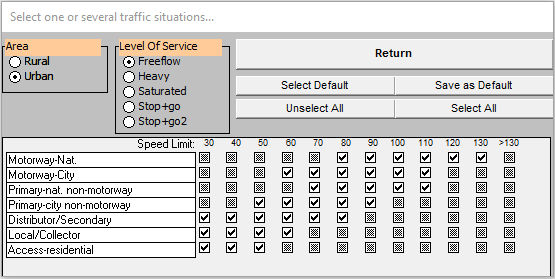 Select one or several traffic situations...
Area
Rural
Urban
Level Of Service
Freeflow
Heavy
Saturated
Stop+go
Stop+go2
Return
Select Default
Save as Default
Unselect All
Select All
Speed Limit: 30 40 50 60 70 80 90 100 110 120 130 >130
Motorway-Nat.
Motorway-City
Primary-nat. non-motorway
Primary-city non-motorway
Distributor/Secondary
Local/Collector
Access-residential